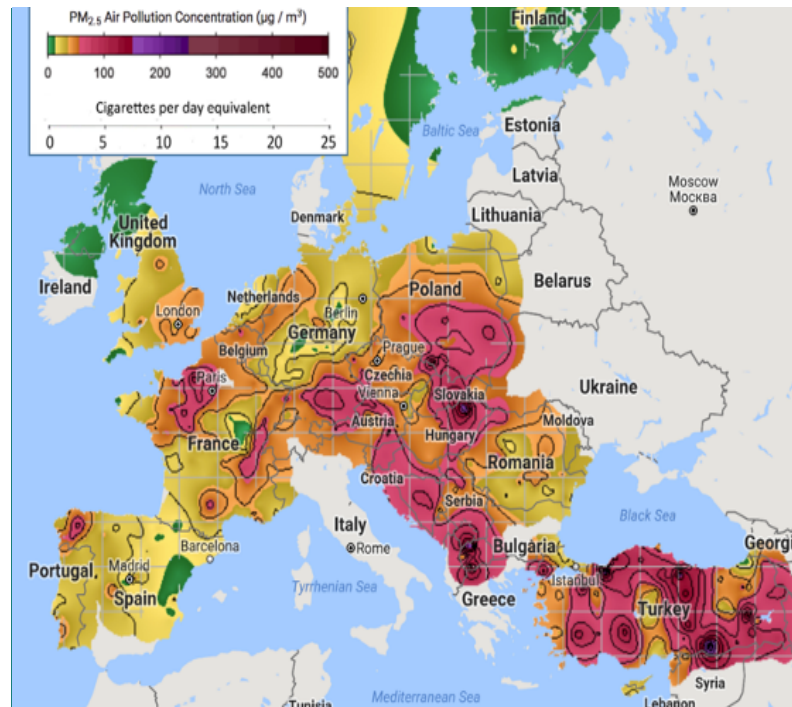 PM2.5 Air Pollution Concentration (μg / m³)
0 100 200 300 400 500
Cigarettes per day equivalent
0 5 10 15 20 25
Finland
Baltic Sea
Estonia
Latvia
Moscow
МОСКВА
North Sea
Denmark
Lithuania
United
Kingdom
Ireland
Belarus
Netherlands
Poland
London
Berlin
Germany
Belgium
Prague
Czechia
Paris
Ukraine
Vienna
Slovakia
Austria
Moldova
France
Hungary
Romania
Croatia
Serbia
Black Sea
Italy
Bulgaria
Georgi
Barcelona
Rome
Portugal
Madrid
Istanbul
Spain
Tyrrhenian Sea
Greece
Turkey
Syria
Mediterranean Sea
Lebanon
Tunisia